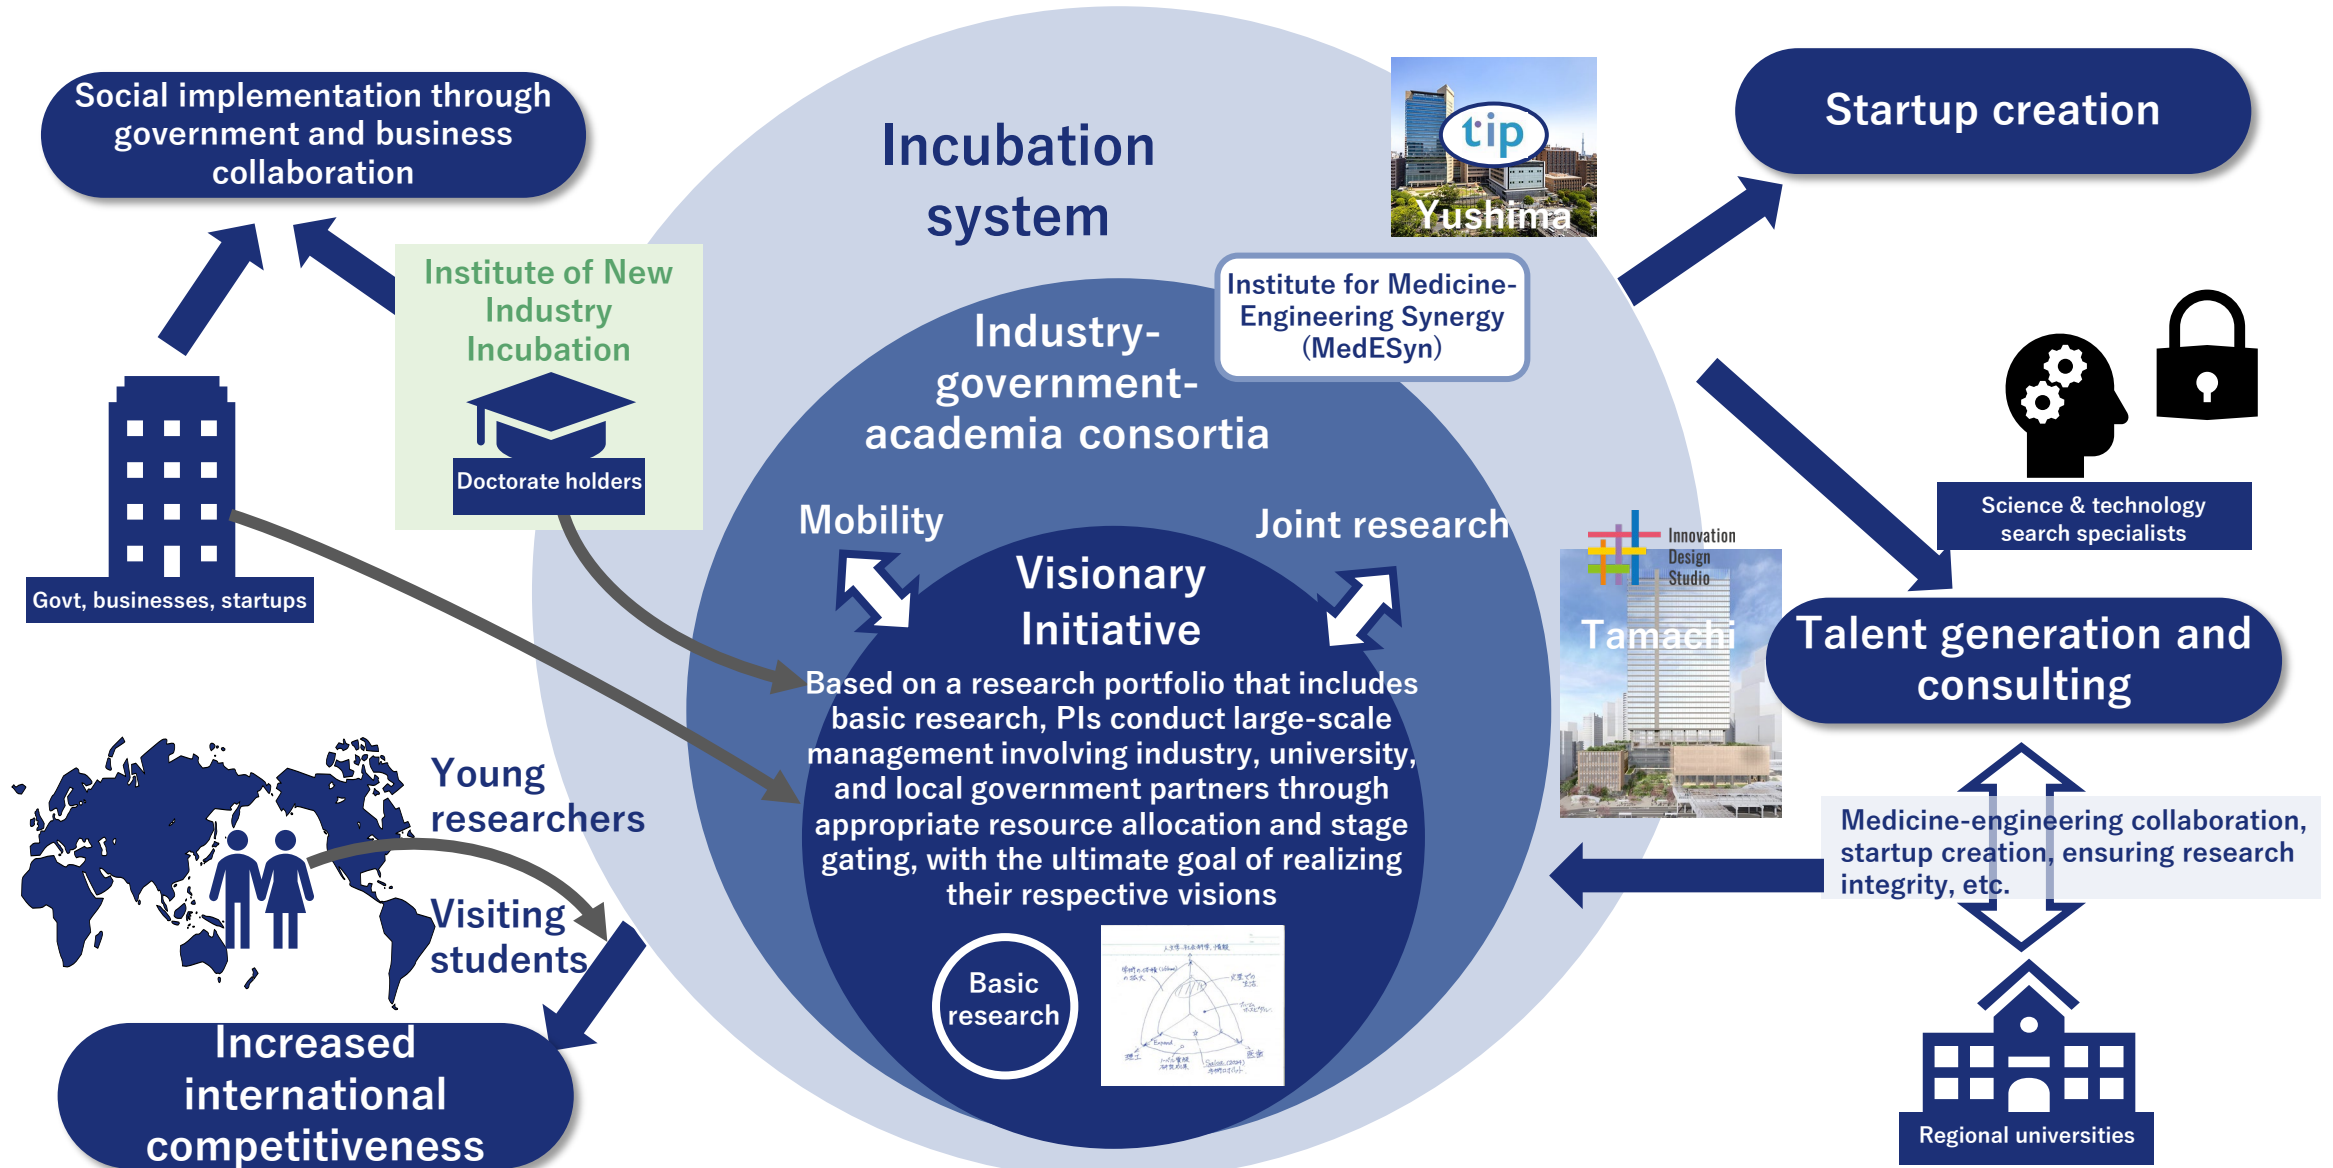 Social implementation through
government and business
collaboration
Incubation
system
tip
Yushima
Startup creation
Institute of New
Industry
Incubation
Doctorate holders
Institute for Medicine-
Engineering Synergy
(MedESyn)
Industry-
government-
academia consortia
Mobility
Joint research
Govt, businesses, startups
Science & technology
search specialists
Innovation
Design
Studio
Tamachi
Talent generation and
consulting
Visionary
Initiative
Based on a research portfolio that includes
basic research, PIs conduct large-scale
management involving industry, university,
and local government partners through
appropriate resource allocation and stage
gating, with the ultimate goal of realizing
their respective visions
Young
researchers
Visiting
students
Medicine-engineering collaboration,
startup creation, ensuring research
integrity, etc.
Basic
research
Expand
理工
医歯
Increased
international
competitiveness
Regional universities